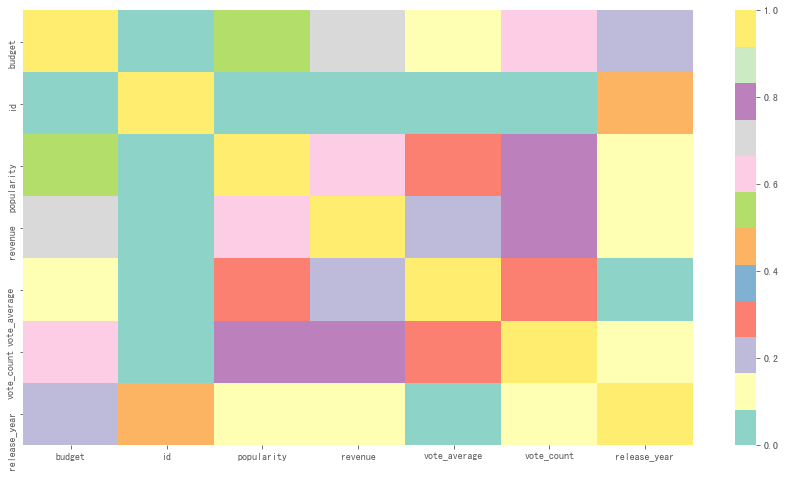 budget
id
popularity
revenue
vote_average
vote_count
release_year
budget
id
popularity
revenue
vote_average
vote_count
release_year
1.0
0.8
0.6
0.4
0.2
0.0